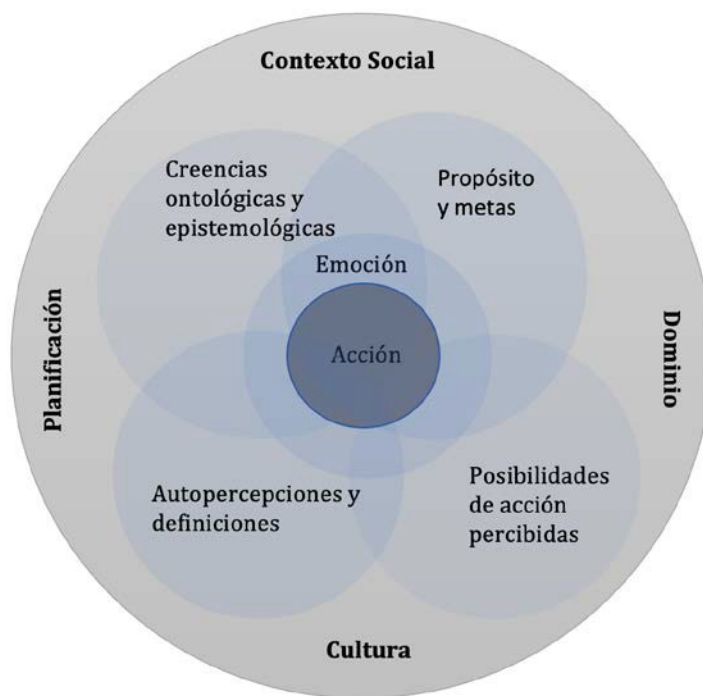 Contexto Social
Creencias
ontológicas y
epistemológicas
Propósito
y metas
Emoción
Acción
Planificación
Dominio
Autopercepciones y
definiciones
Posibilidades
de acción
percibidas
Cultura